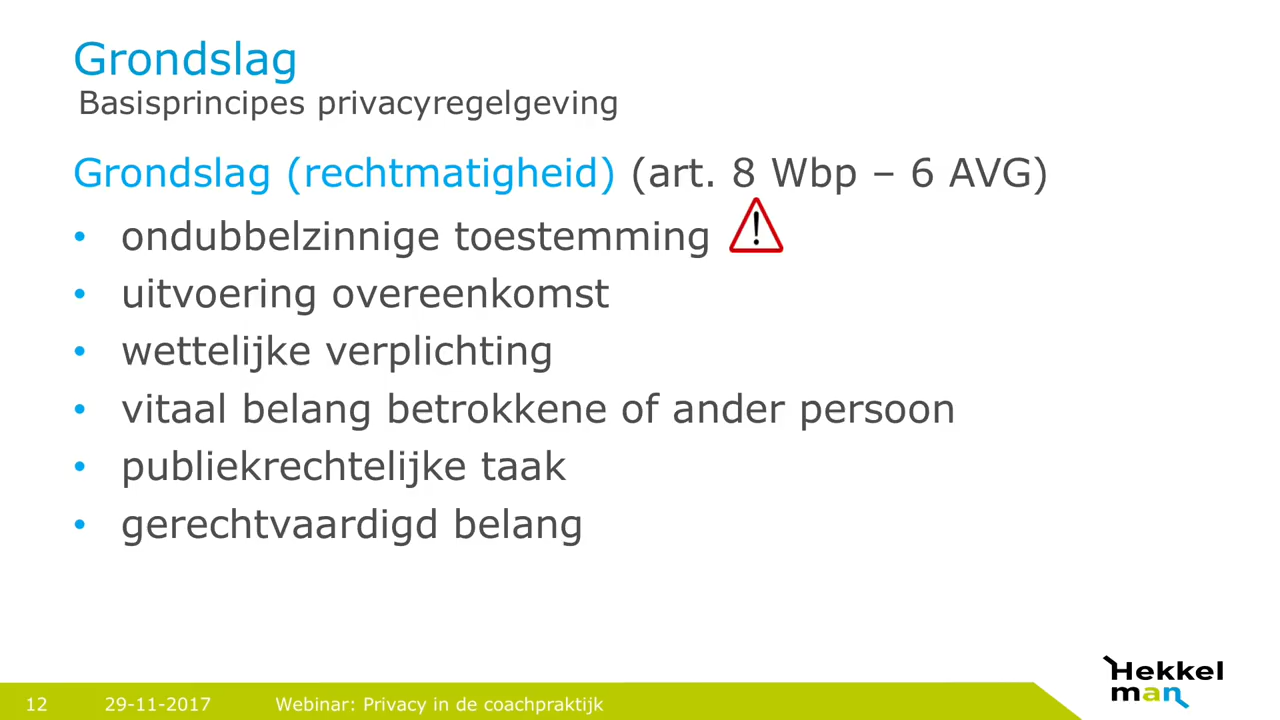 Grondslag
Basisprincipes privacyregelgeving
Grondslag (rechtmatigheid) (art. 8 Wbp – 6 AVG)
• ondubbelzinnige toestemming
• uitvoering overeenkomst
• wettelijke verplichting
• vitaal belang betrokkene of ander persoon
• publiekrechtelijke taak
• gerechtvaardigd belang
12 29-11-2017 Webinar: Privacy in de coachpraktijk
Hekkel
man